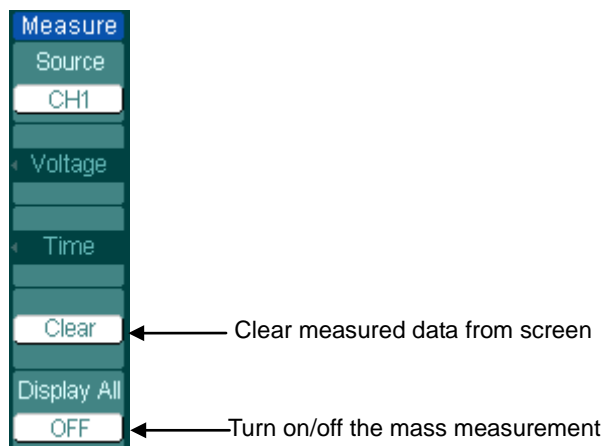 Measure
Source
CH1
Voltage
Time
Clear
Clear measured data from screen
Display All
OFF
Turn on/off the mass measurement